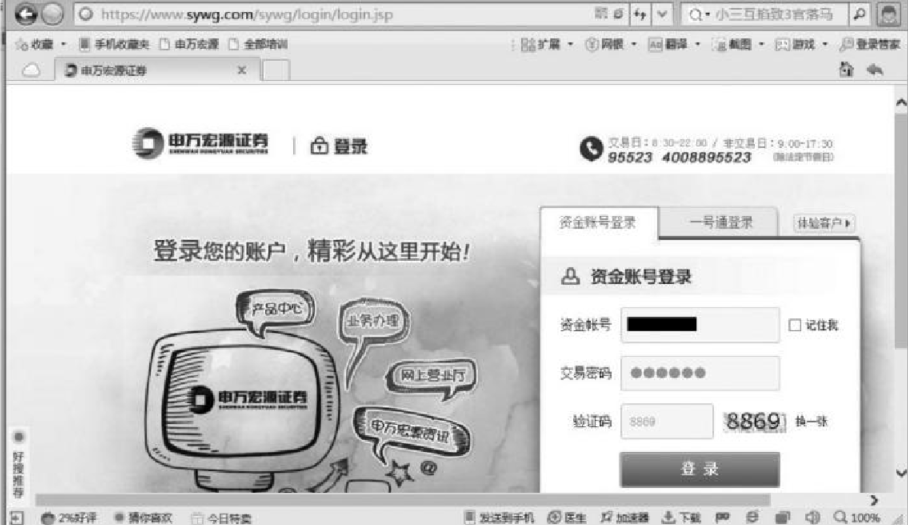 https://www.sywg.com/sywg/login/login.jsp
小三互掐致3官落马
收藏 手机收藏夹 申万宏源 全部培训 扩展 网银 翻译 截图 游戏 登录管家
申万宏源证券
申万宏源证券
SHENWAN HONGYUAN SECURITIES
登录
交易日:8:30-22:00 / 非交易日:9:00-17:30
95523 4008895523 (除法定节假日)
资金账号登录 一号通登录 体验客户
登录您的账户，精彩从这里开始!
资金账号登录
产品中心
业务办理
网上营业厅
申万宏源资讯
申万宏源证券
SHENWAN HONGYUAN SECURITIES
资金帐号 记住我
交易密码
验证码 8869 8869 换一张
登 录
好搜推荐
2%好评 猜你喜欢 今日特卖 发送到手机 医生 加速器 下载 100%